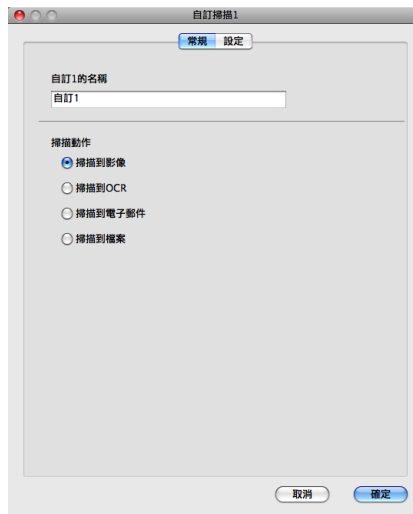 自訂掃描1
常規 設定
自訂1的名稱
自訂1
掃描動作
掃描到影像
掃描到OCR
掃描到電子郵件
掃描到檔案
取消 確定